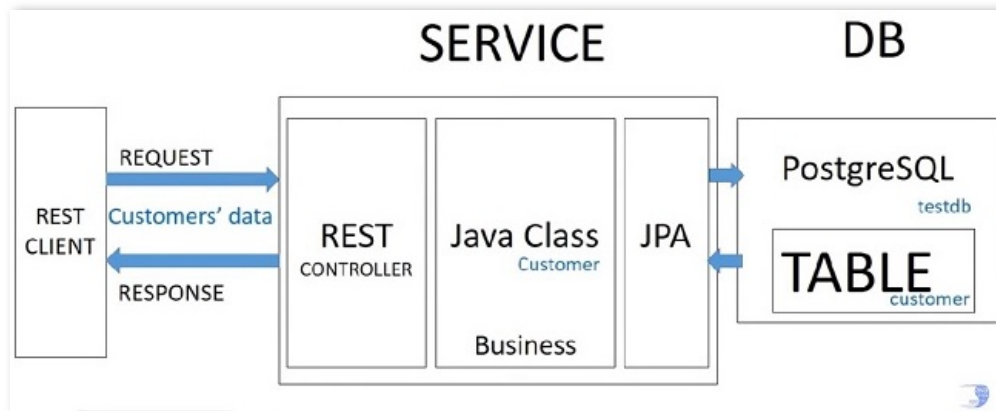 SERVICE
DB
REST
CLIENT
REQUEST
Customers' data
RESPONSE
REST
CONTROLLER
Java Class
Customer
Business
JPA
PostgreSQL
testdb
TABLE
customer